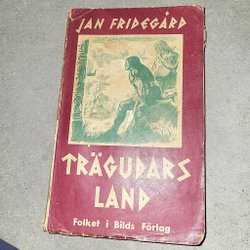 JAN FRIDEGÅRD
TRÄGUDARS
LAND
Folket i Bilds Förlag